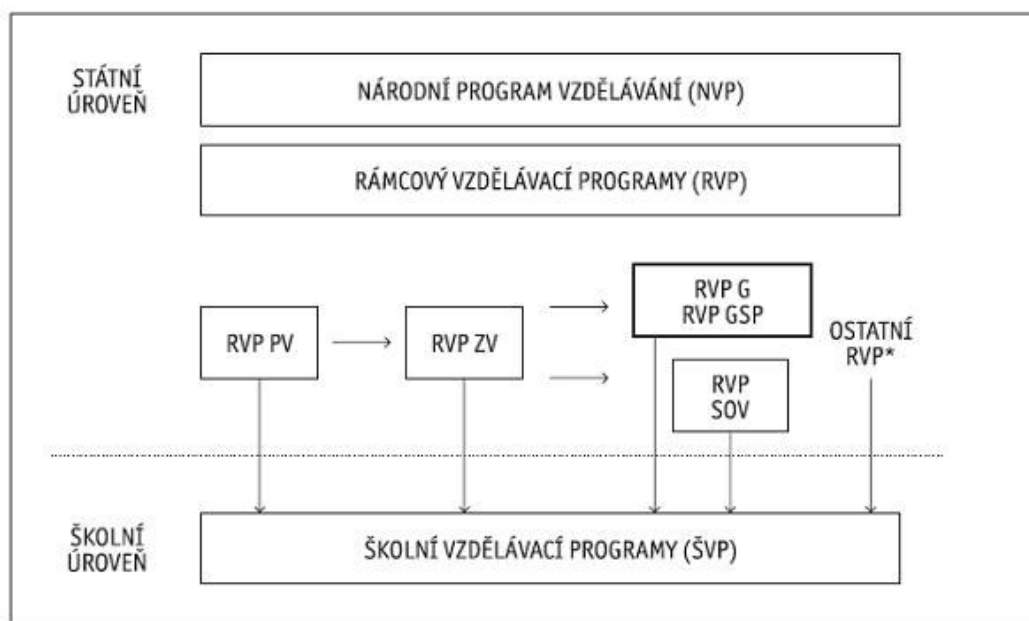 STÁTNÍ
ÚROVEŇ
NÁRODNÍ PROGRAM VZDĚLÁVÁNÍ (NVP)
RÁMCOVÝ VZDĚLÁVACÍ PROGRAMY (RVP)
RVP PV
RVP ZV
RVP G
RVP GSP
RVP
SOV
OSTATNÍ
RVP*
ŠKOLNÍ
ÚROVEŇ
ŠKOLNÍ VZDĚLÁVACÍ PROGRAMY (ŠVP)